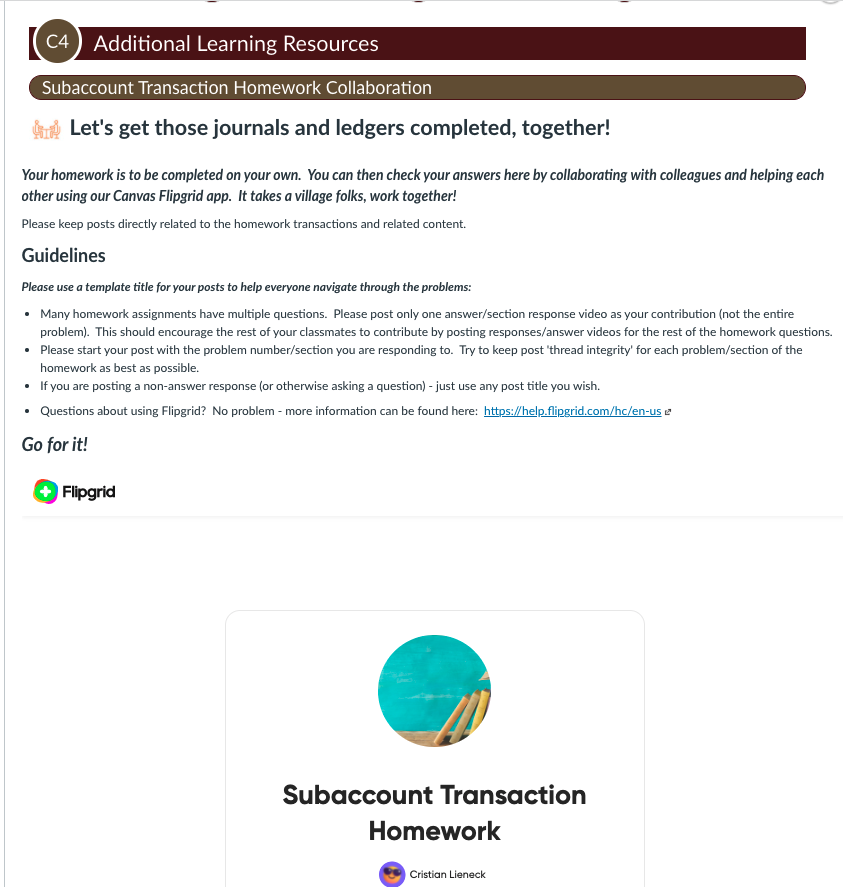 C4 Additional Learning Resources
Subaccount Transaction Homework Collaboration
Let's get those journals and ledgers completed, together!
Your homework is to be completed on your own.  You can then check your answers here by collaborating with colleagues and helping each
other using our Canvas Flipgrid app.  It takes a village folks, work together!
Please keep posts directly related to the homework transactions and related content.
Guidelines
Please use a template title for your posts to help everyone navigate through the problems:
• Many homework assignments have multiple questions.  Please post only one answer/section response video as your contribution (not the entire
problem).  This should encourage the rest of your classmates to contribute by posting responses/answer videos for the rest of the homework questions.
• Please start your post with the problem number/section you are responding to.  Try to keep post 'thread integrity' for each problem/section of the
homework as best as possible.
• If you are posting a non-answer response (or otherwise asking a question) - just use any post title you wish.
• Questions about using Flipgrid?  No problem - more information can be found here:  https://help.flipgrid.com/hc/en-us
Go for it!
Flipgrid
Subaccount Transaction
Homework
Cristian Lieneck